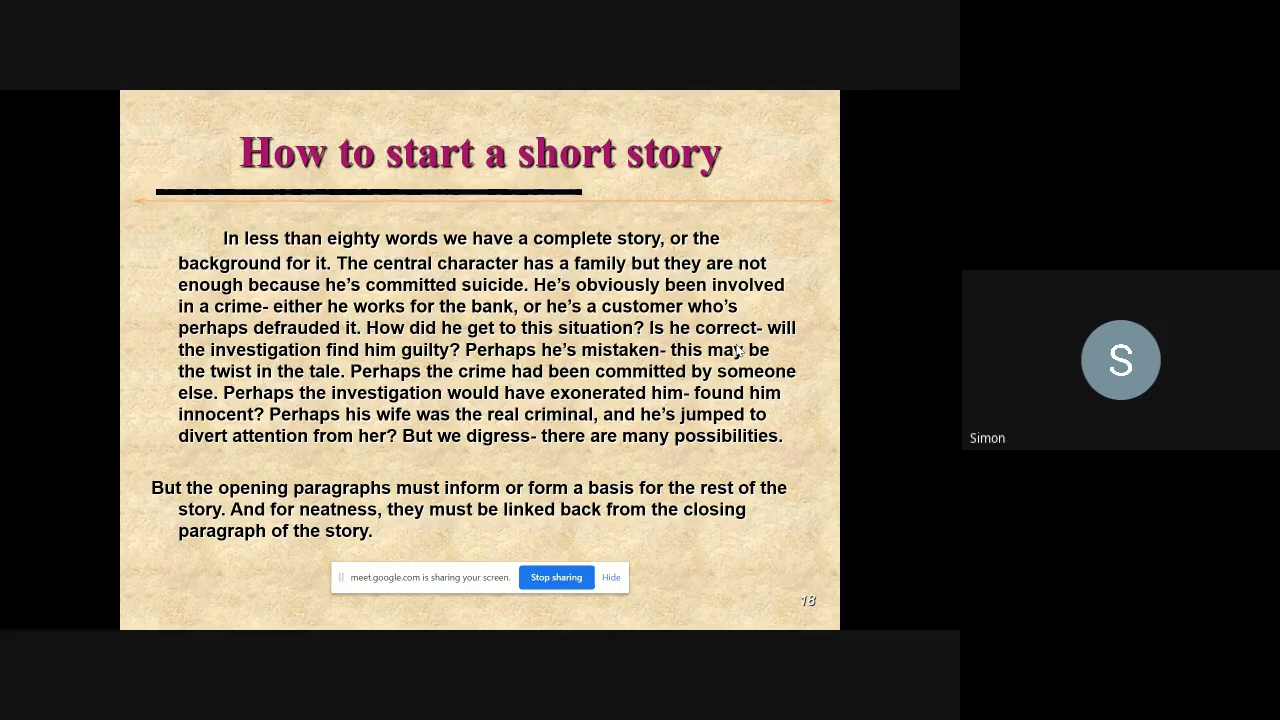 How to start a short story
In less than eighty words we have a complete story, or the
background for it. The central character has a family but they are not
enough because he’s committed suicide. He’s obviously been involved
in a crime- either he works for the bank, or he’s a customer who’s
perhaps defrauded it. How did he get to this situation? Is he correct- will
the investigation find him guilty? Perhaps he’s mistaken- this may be
the twist in the tale. Perhaps the crime had been committed by someone
else. Perhaps the investigation would have exonerated him- found him
innocent? Perhaps his wife was the real criminal, and he’s jumped to
divert attention from her? But we digress- there are many possibilities.
But the opening paragraphs must inform or form a basis for the rest of the
story. And for neatness, they must be linked back from the closing
paragraph of the story.
meet.google.com is sharing your screen. Stop sharing Hide
18
S
Simon